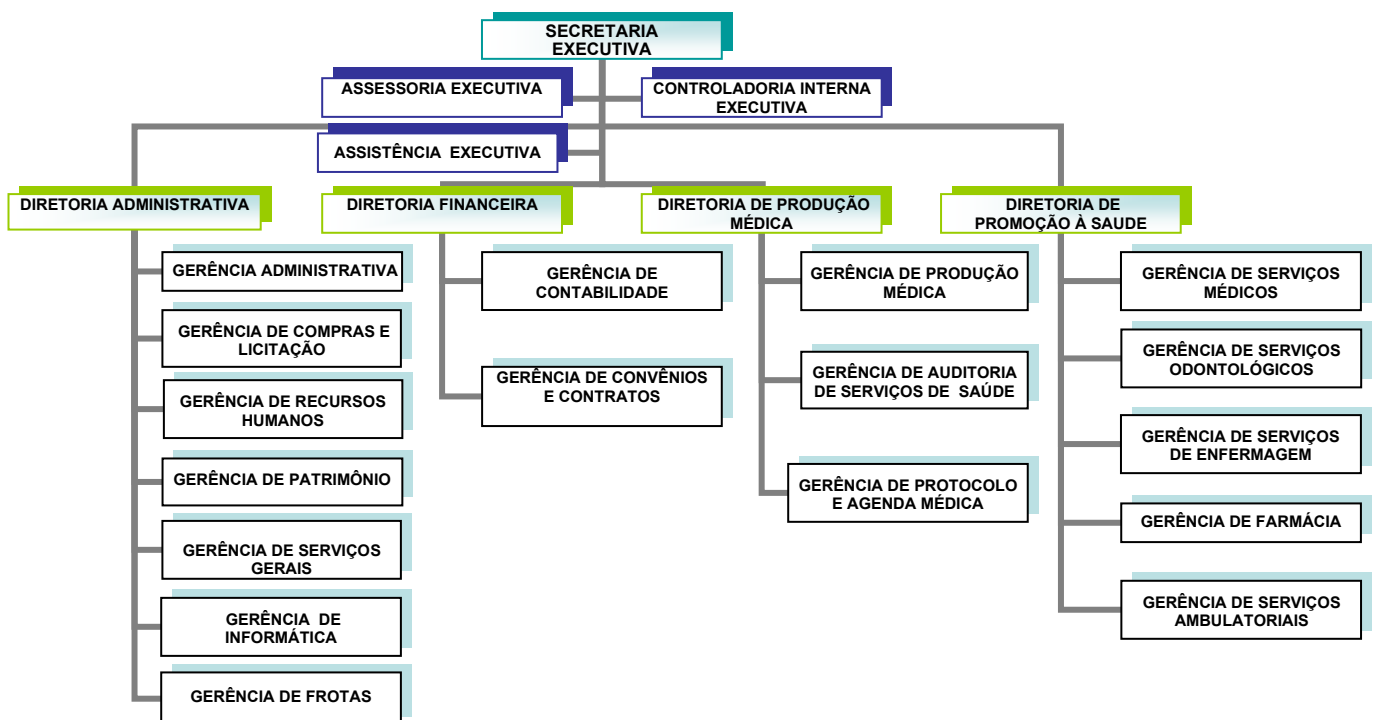 SECRETARIA
EXECUTIVA
ASSESSORIA EXECUTIVA
CONTROLADORIA INTERNA
EXECUTIVA
ASSISTÊNCIA EXECUTIVA
DIRETORIA ADMINISTRATIVA
DIRETORIA FINANCEIRA
DIRETORIA DE PRODUÇÃO
MÉDICA
DIRETORIA DE
PROMOÇÃO À SAUDE
GERÊNCIA ADMINISTRATIVA
GERÊNCIA DE COMPRAS E
LICITAÇÃO
GERÊNCIA DE RECURSOS
HUMANOS
GERÊNCIA DE PATRIMÔNIO
GERÊNCIA DE SERVIÇOS
GERAIS
GERÊNCIA DE
INFORMÁTICA
GERÊNCIA DE FROTAS
GERÊNCIA DE
CONTABILIDADE
GERÊNCIA DE CONVÊNIOS
E CONTRATOS
GERÊNCIA DE PRODUÇÃO
MÉDICA
GERÊNCIA DE AUDITORIA
DE SERVIÇOS DE SAÚDE
GERÊNCIA DE PROTOCOLO
E AGENDA MÉDICA
GERÊNCIA DE SERVIÇOS
MÉDICOS
GERÊNCIA DE SERVIÇOS
ODONTOLÓGICOS
GERÊNCIA DE SERVIÇOS
DE ENFERMAGEM
GERÊNCIA DE FARMÁCIA
GERÊNCIA DE SERVIÇOS
AMBULATORIAIS